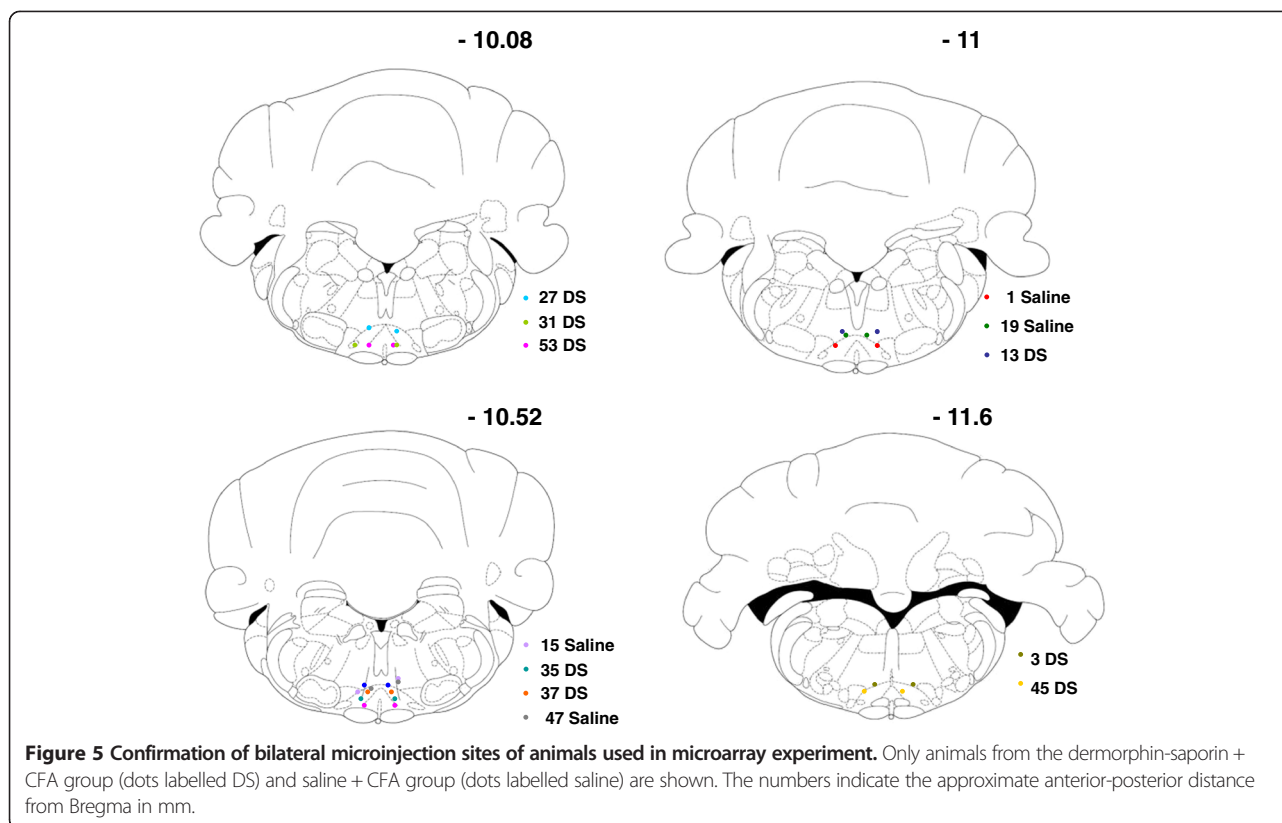 - 10.08
- 11
27 DS
31 DS
53 DS
1 Saline
19 Saline
13 DS
- 10.52
- 11.6
15 Saline
35 DS
37 DS
47 Saline
3 DS
45 DS
Figure 5 Confirmation of bilateral microinjection sites of animals used in microarray experiment. Only animals from the dermorphin-saporin +
CFA group (dots labelled DS) and saline + CFA group (dots labelled saline) are shown. The numbers indicate the approximate anterior-posterior distance
from Bregma in mm.